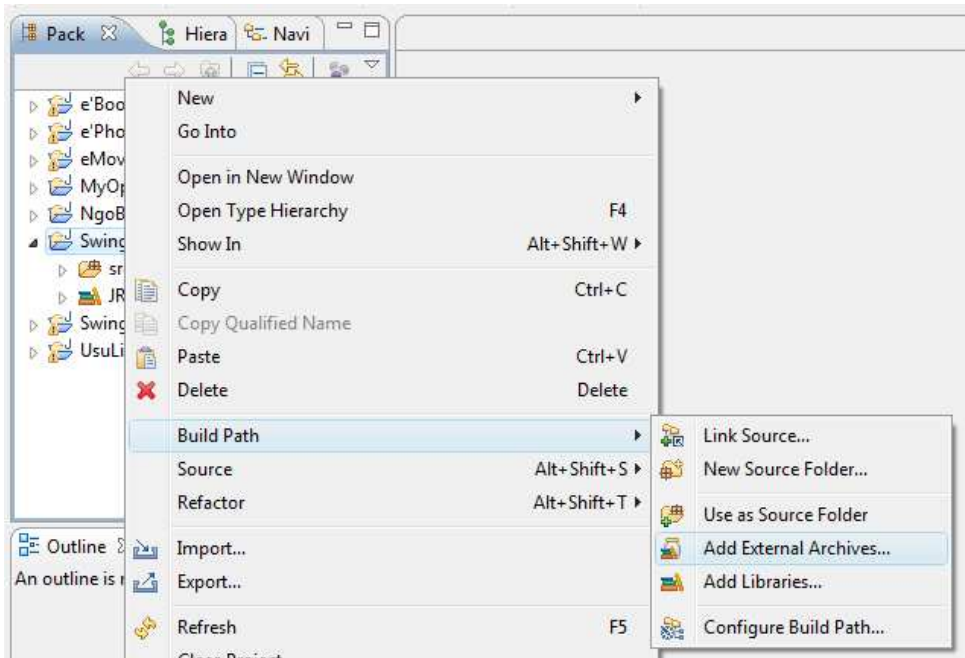 Pack Hiera Navi
e'Boo
e'Pho
eMov
MyOp
NgoB
Swing
sr
JR
Swing
UsuLi
New
Go Into
Open in New Window
Open Type Hierarchy F4
Show In Alt+Shift+W
Copy Ctrl+C
Copy Qualified Name
Paste Ctrl+V
Delete Delete
Build Path
Source Alt+Shift+S
Refactor Alt+Shift+T
Import...
Export...
Refresh F5
Close Project
Link Source...
New Source Folder...
Use as Source Folder
Add External Archives...
Add Libraries...
Configure Build Path...
Outline
An outline is